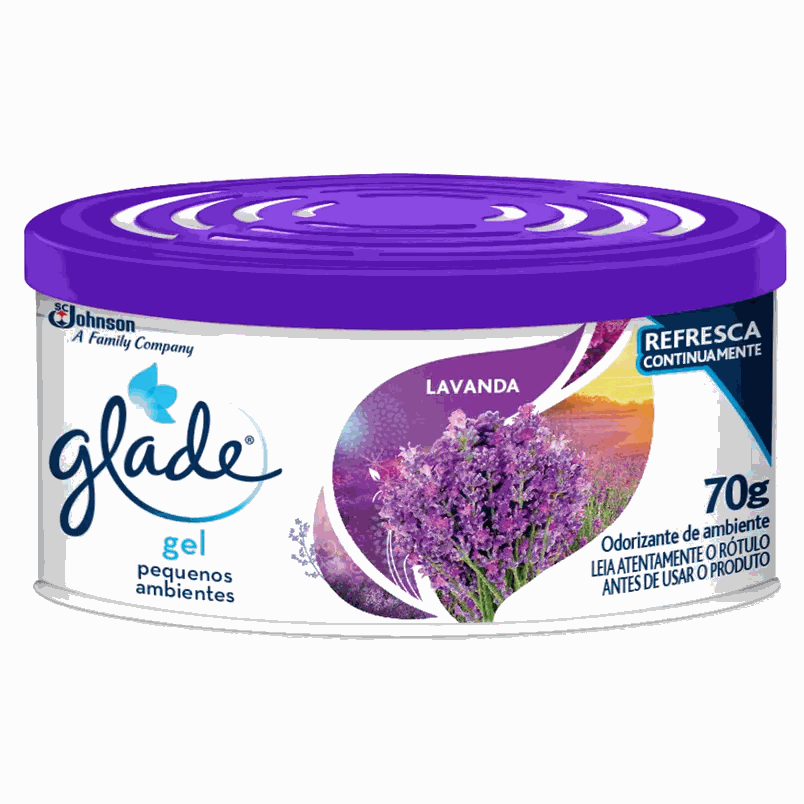 SC Johnson
A Family Company
glade®
gel
pequenos
ambientes
LAVANDA
REFRESCA
CONTINUAMENTE
70g
Odorizante de ambiente
LEIA ATENTAMENTE O RÓTULO
ANTES DE USAR O PRODUTO